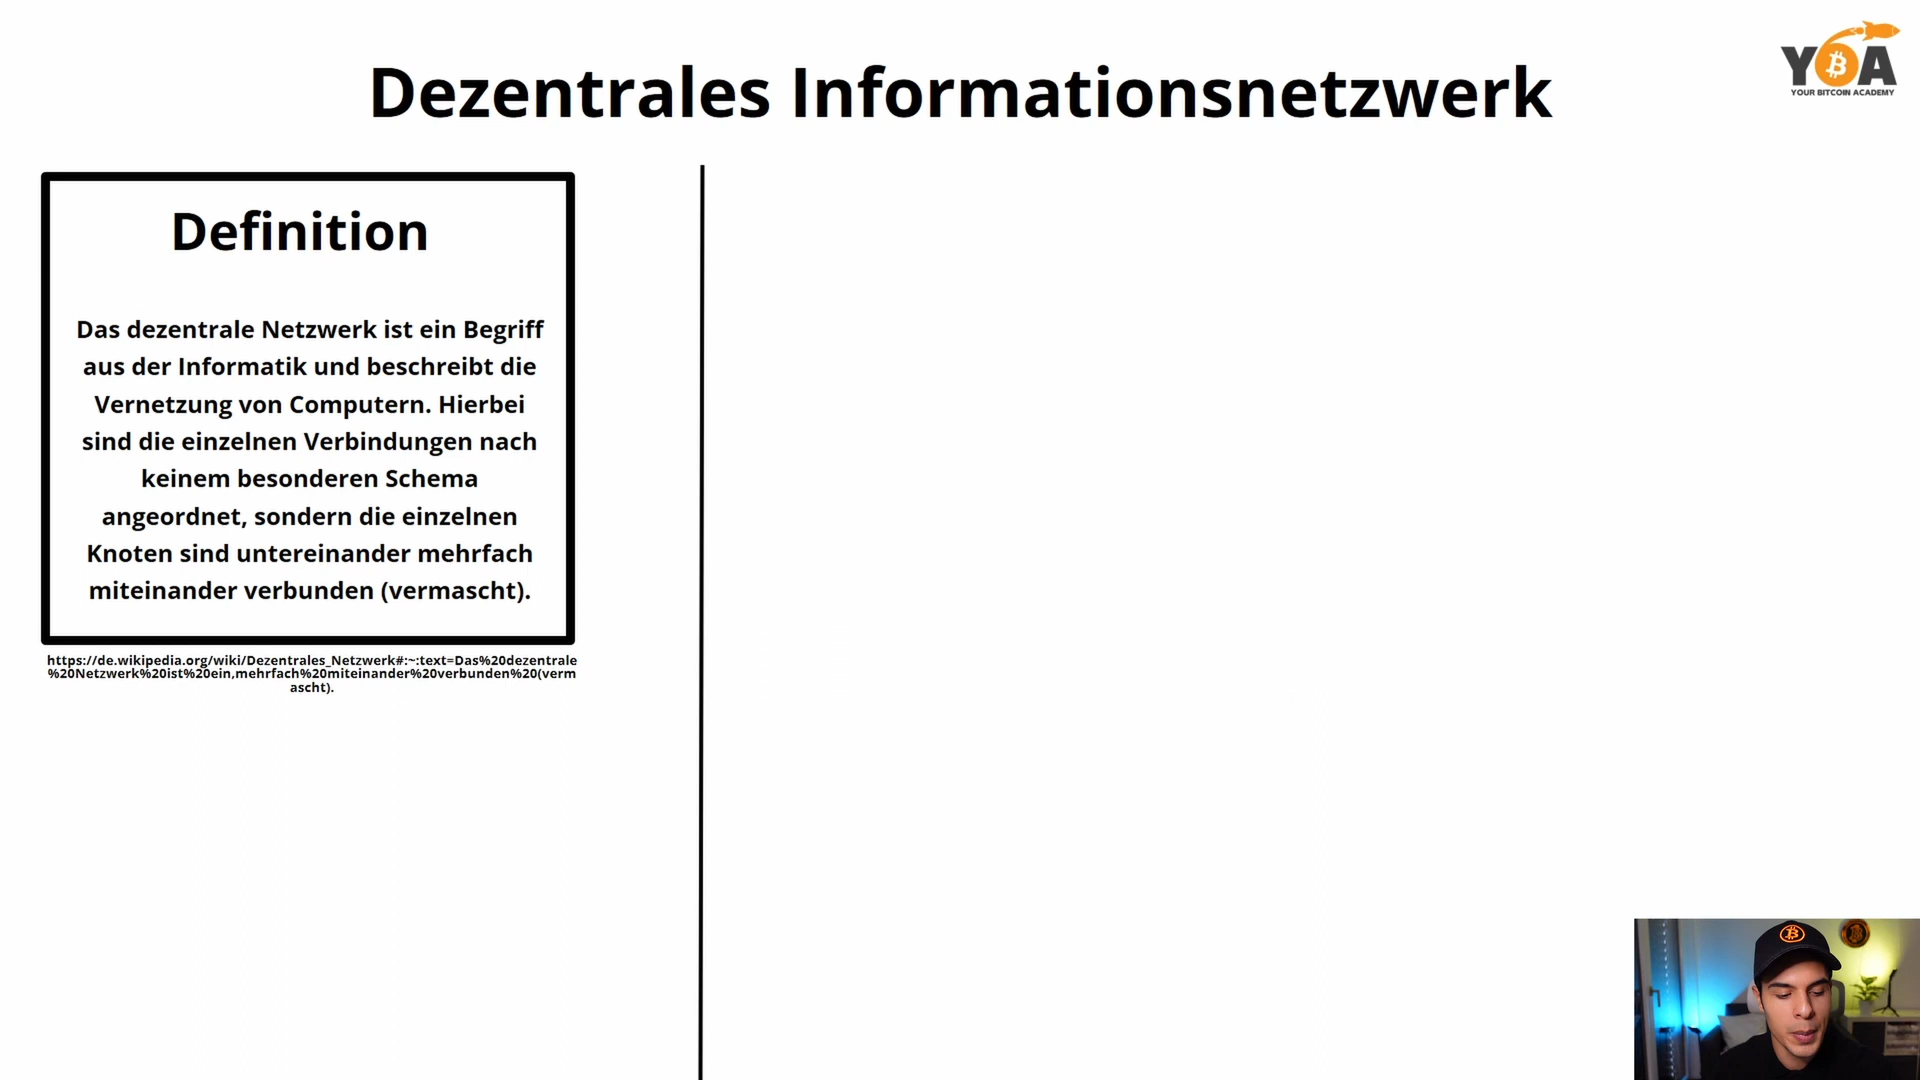 Dezentrales Informationsnetzwerk
YBA
YOUR BITCOIN ACADEMY
Definition
Das dezentrale Netzwerk ist ein Begriff
aus der Informatik und beschreibt die
Vernetzung von Computern. Hierbei
sind die einzelnen Verbindungen nach
keinem besonderen Schema
angeordnet, sondern die einzelnen
Knoten sind untereinander mehrfach
miteinander verbunden (vermascht).
https://de.wikipedia.org/wiki/Dezentrales_Netzwerk#:~:text=Das%20dezentrale
%20Netzwerk%20ist%20ein,mehrfach%20miteinander%20verbunden%20(verm
ascht).